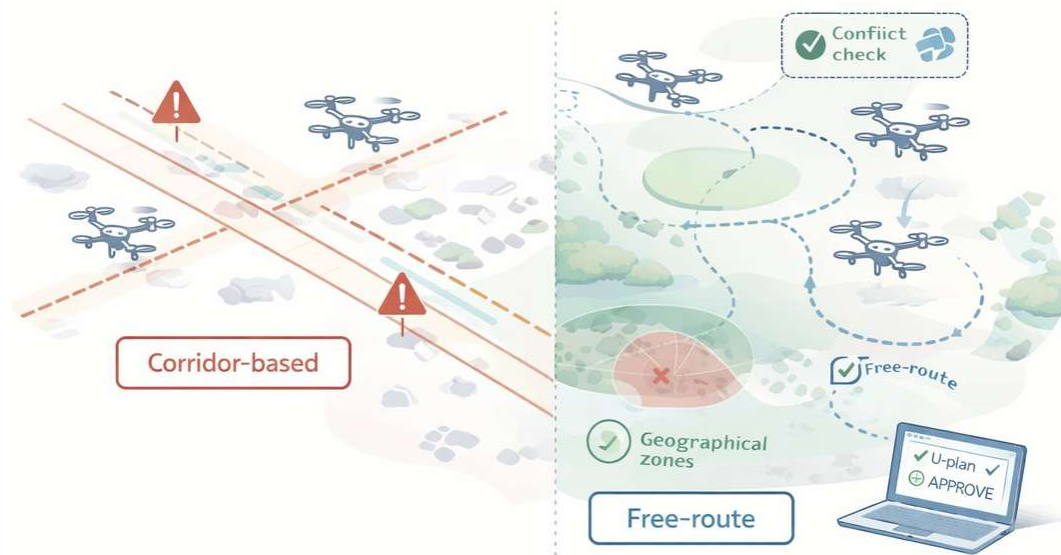 Corridor-based
Confiict
check
Free-route
Geographical
zones
U-plan
APPROVE
Free-route